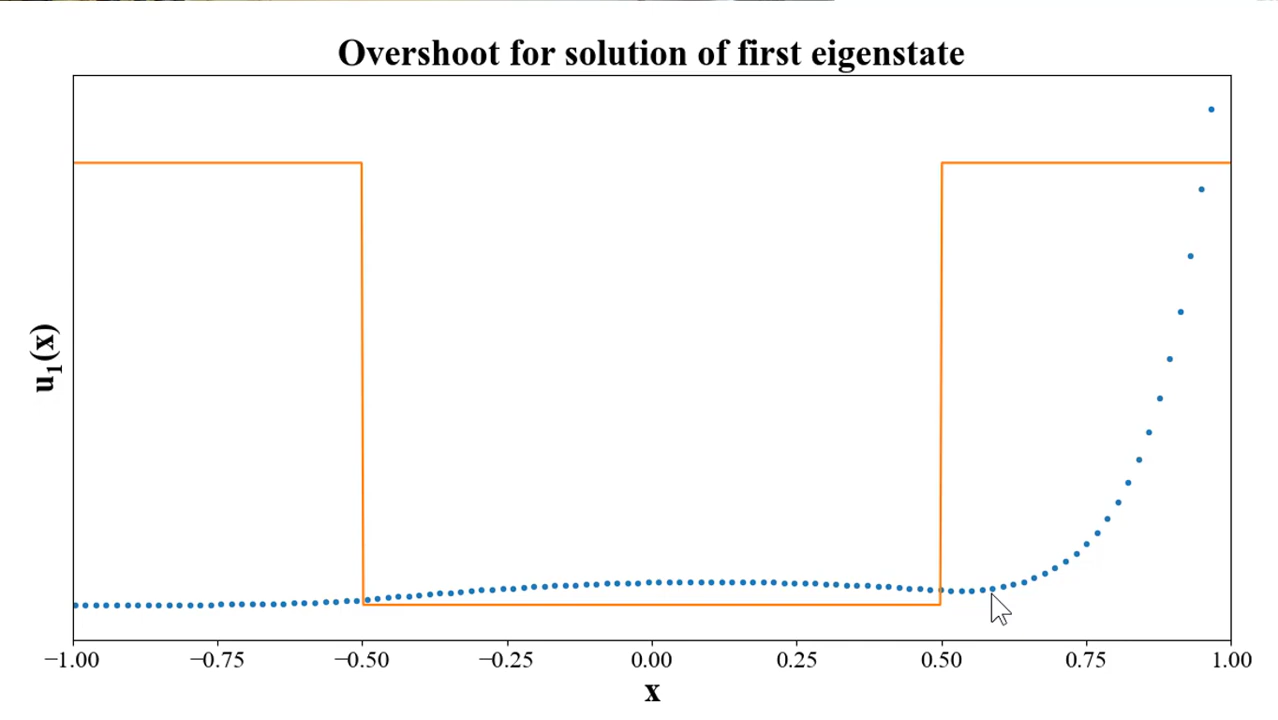 Overshoot for solution of first eigenstate
u₁(x)
−1.00 −0.75 −0.50 −0.25 0.00 0.25 0.50 0.75 1.00
x